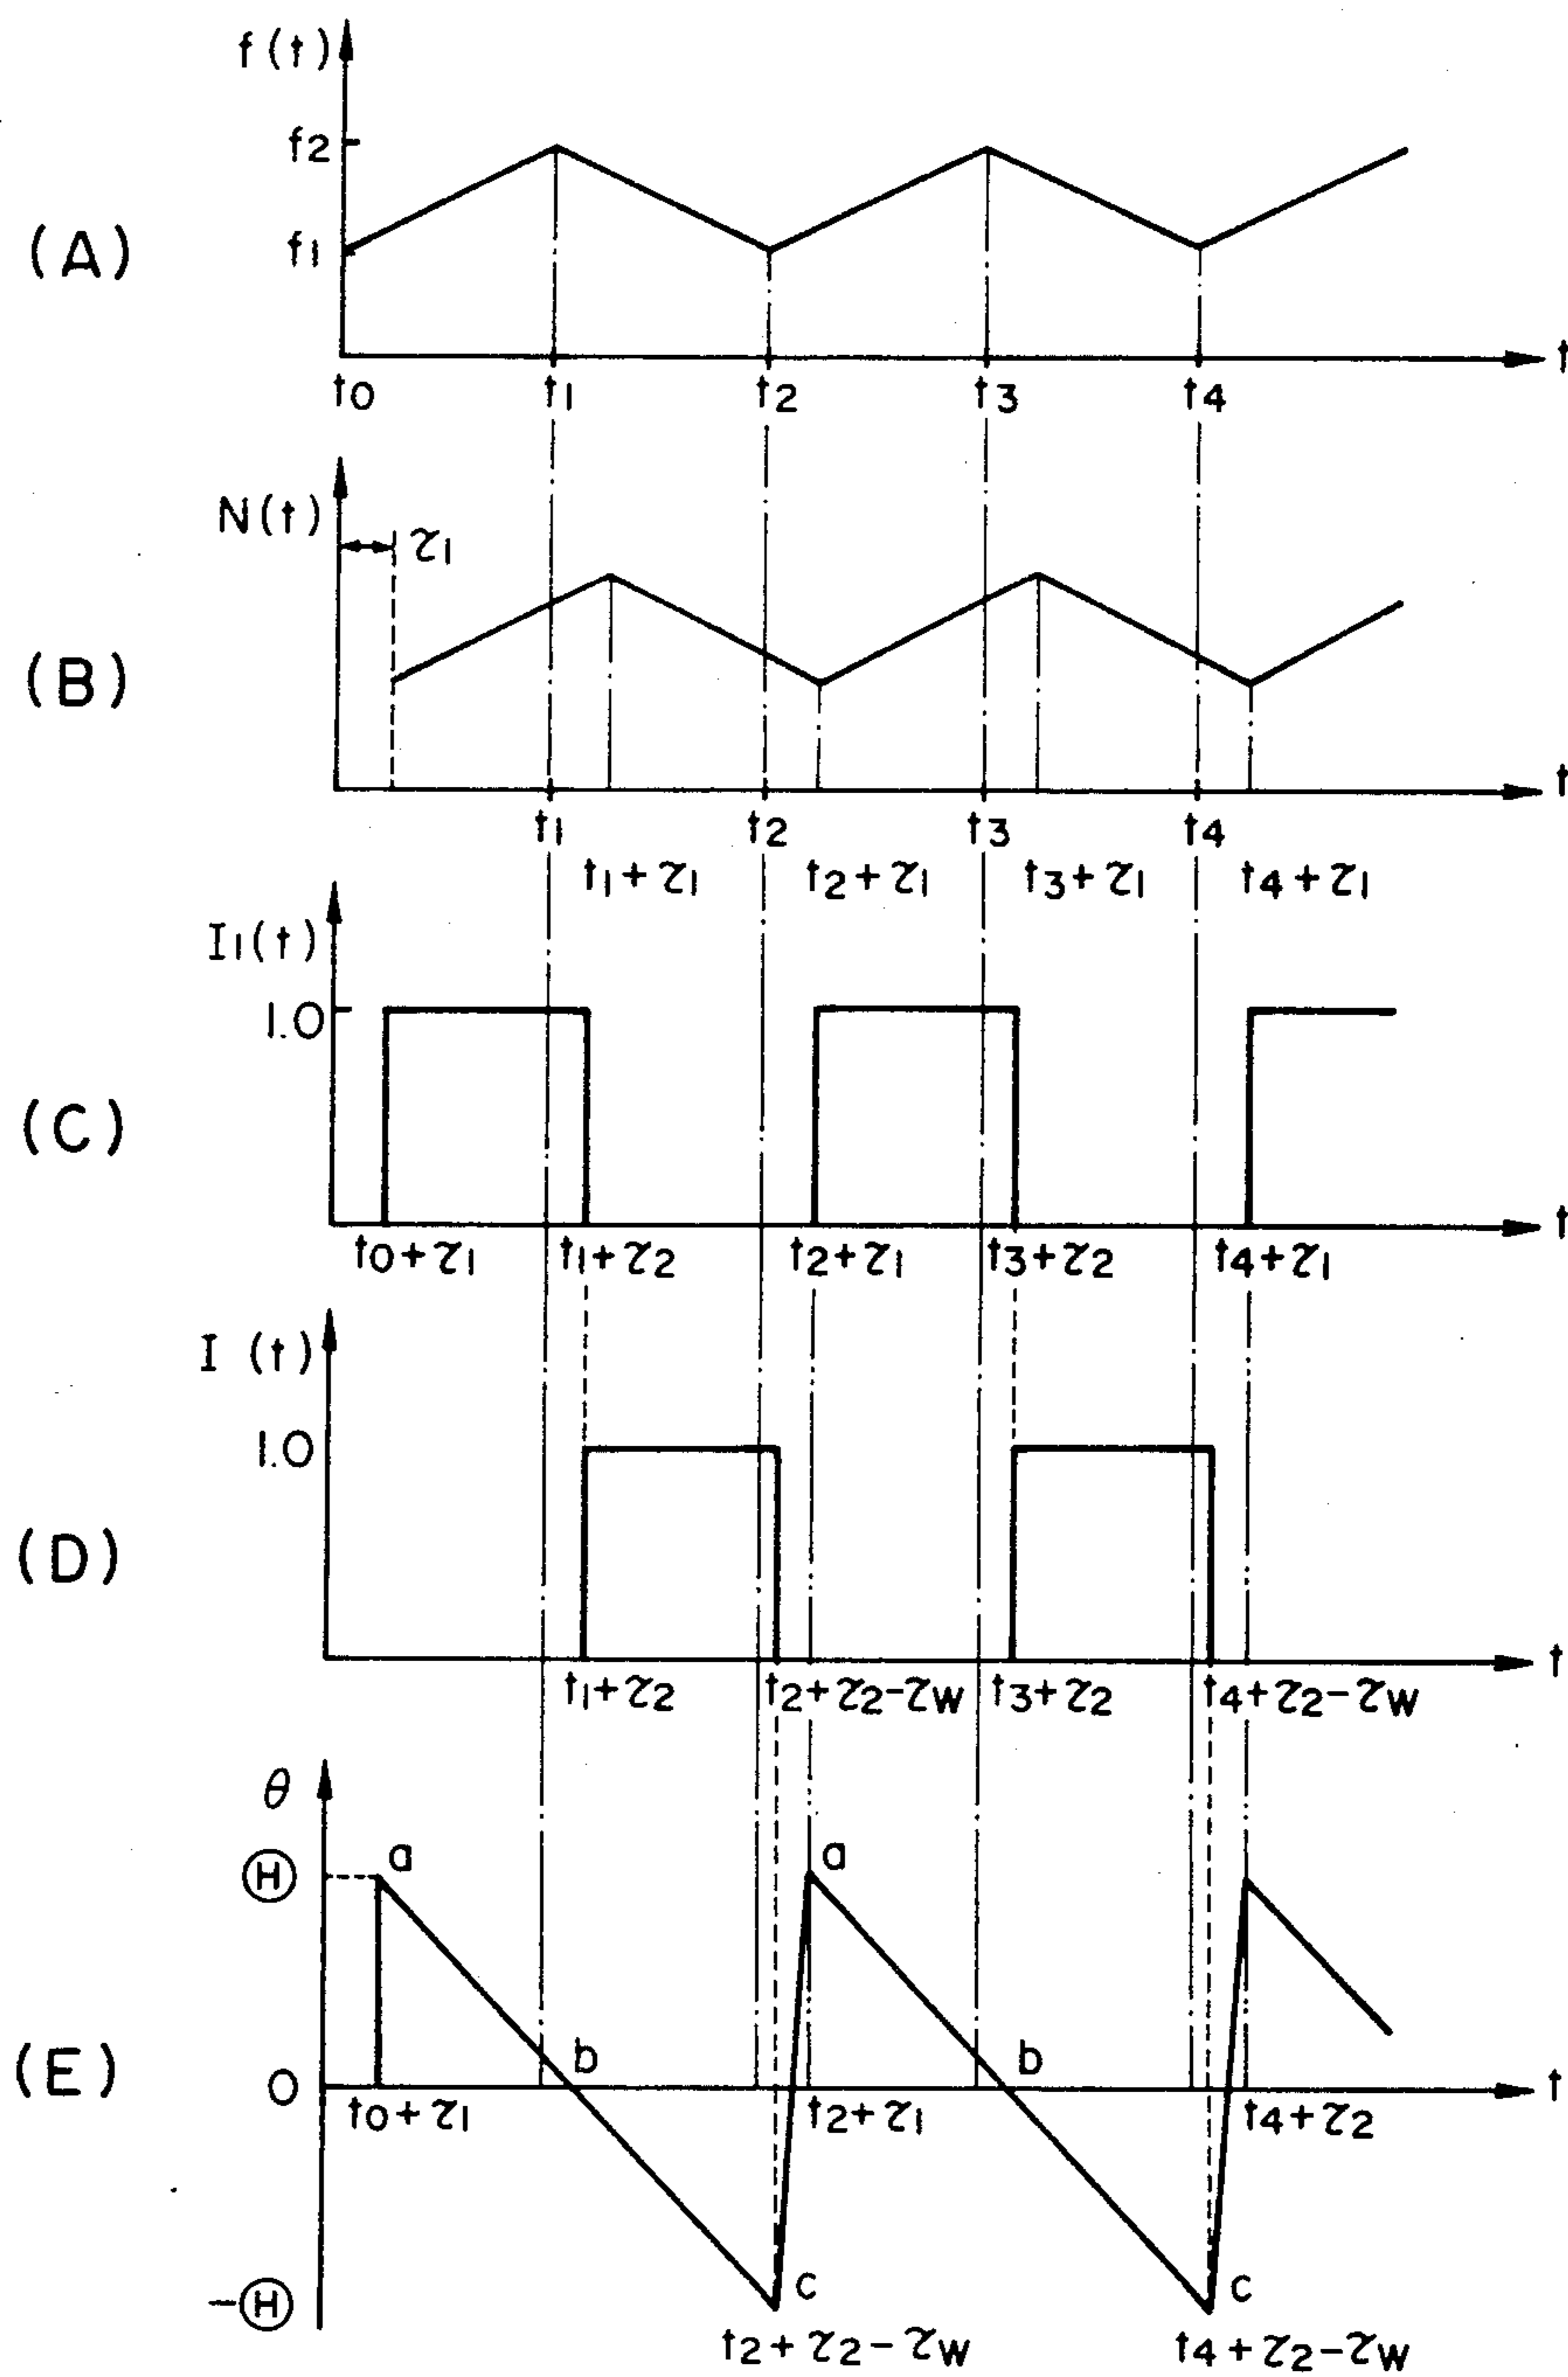 f(t)
f2
(A)
f1
t
t0 t1 t2 t3 t4
N(t)
τ1
(B)
t
t1 t2 t3 t4
t1+τ1 t2+τ1 t3+τ1 t4+τ1
I1(t)
1.0
(C)
t
t0+τ1 t1+τ2 t2+τ1 t3+τ2 t4+τ1
I (t)
1.0
(D)
t
t1+τ2 t2+τ2-τW t3+τ2 t4+τ2-τW
θ
a a
Ⓗ
b b
(E)
0
t
t0+τ1 t2+τ1 t4+τ2
c c
-Ⓗ
t2+τ2-τW t4+τ2-τW